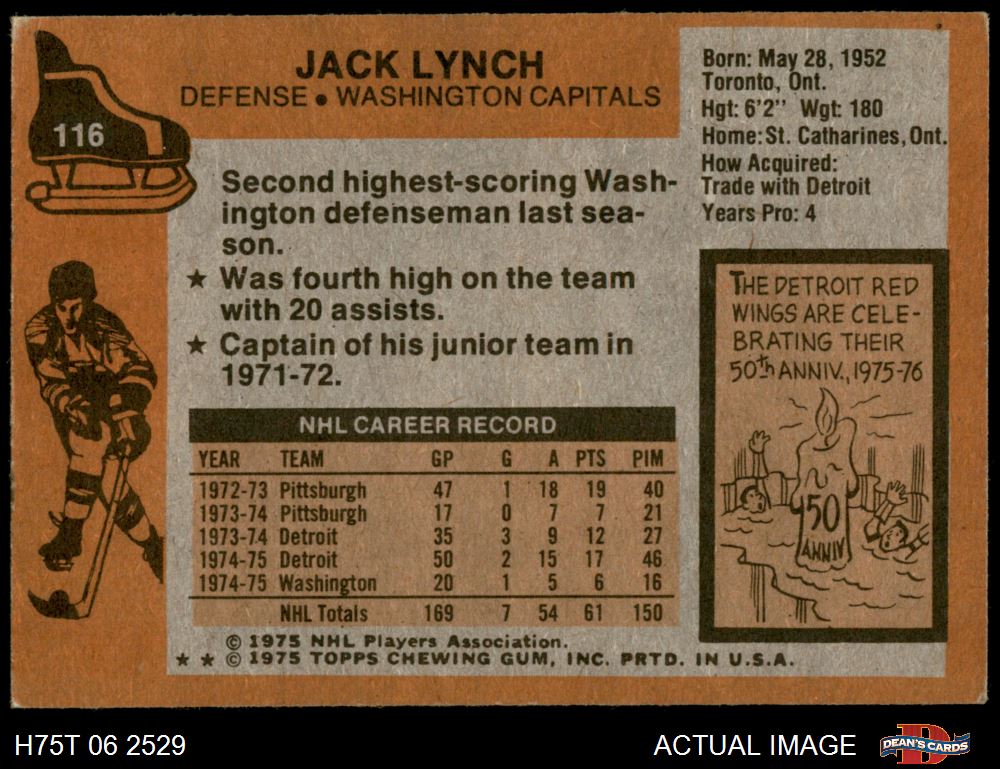 116
JACK LYNCH
DEFENSE • WASHINGTON CAPITALS
Born: May 28, 1952
Toronto, Ont.
Hgt: 6'2" Wgt: 180
Home: St. Catharines, Ont.
How Acquired:
Trade with Detroit
Years Pro: 4
Second highest-scoring Wash-
ington defenseman last sea-
son.
★ Was fourth high on the team
with 20 assists.
★ Captain of his junior team in
1971-72.
THE DETROIT RED
WINGS ARE CELE-
BRATING THEIR
50th ANNIV., 1975-76
50
ANNIV
NHL CAREER RECORD
YEAR TEAM GP G A PTS PIM
1972-73 Pittsburgh 47 1 18 19 40
1973-74 Pittsburgh 17 0 7 7 21
1973-74 Detroit 35 3 9 12 27
1974-75 Detroit 50 2 15 17 46
1974-75 Washington 20 1 5 6 16
NHL Totals 169 7 54 61 150
© 1975 NHL Players Association.
★ ★ © 1975 TOPPS CHEWING GUM, INC. PRTD. IN U.S.A.
H75T 06 2529
ACTUAL IMAGE
D
DEAN'S CARDS